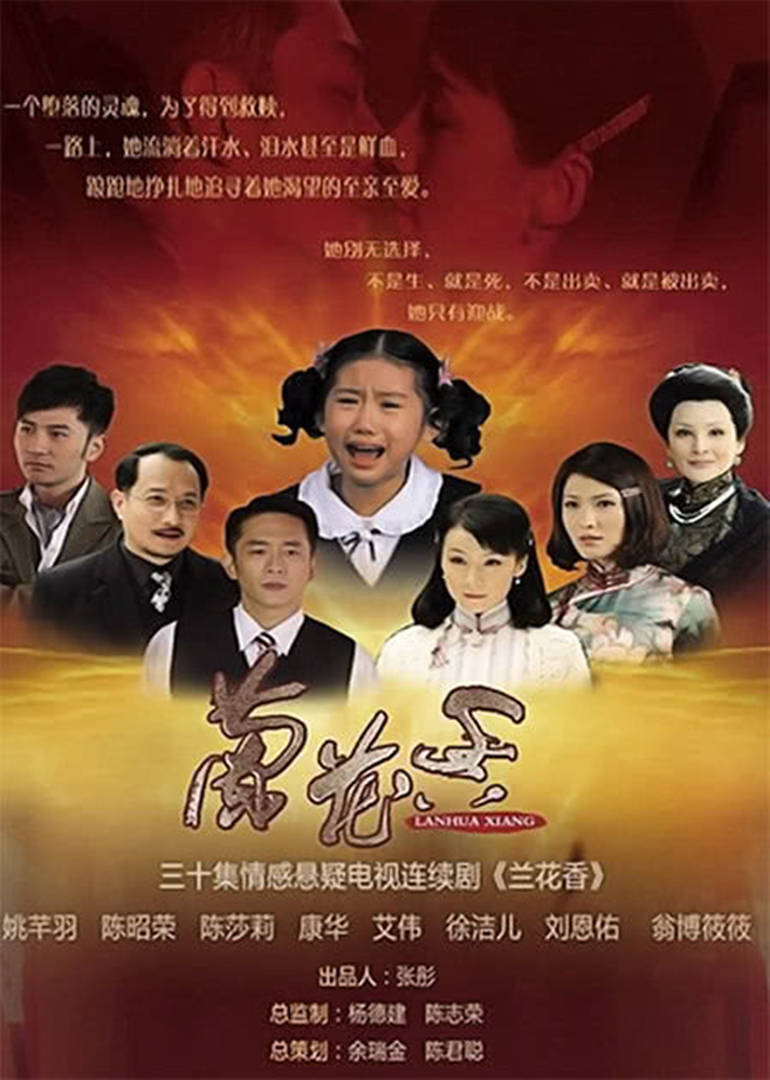 一个堕落的灵魂，为了得到救赎，
一路上，她流淌着汗水、泪水甚至是鲜血，
踉跄地挣扎地追寻着她渴望的至亲至爱。
她别无选择，
不是生、就是死，不是出卖、就是被出卖，
她只有迎战。
蘭花香
LANHUA XIANG
三十集情感悬疑电视连续剧《兰花香》
姚芊羽 陈昭荣 陈莎莉 康华 艾伟 徐洁儿 刘恩佑 翁博筱筱
出品人：张彤
总监制：杨德建 陈志荣
总策划：余瑞金 陈君聪